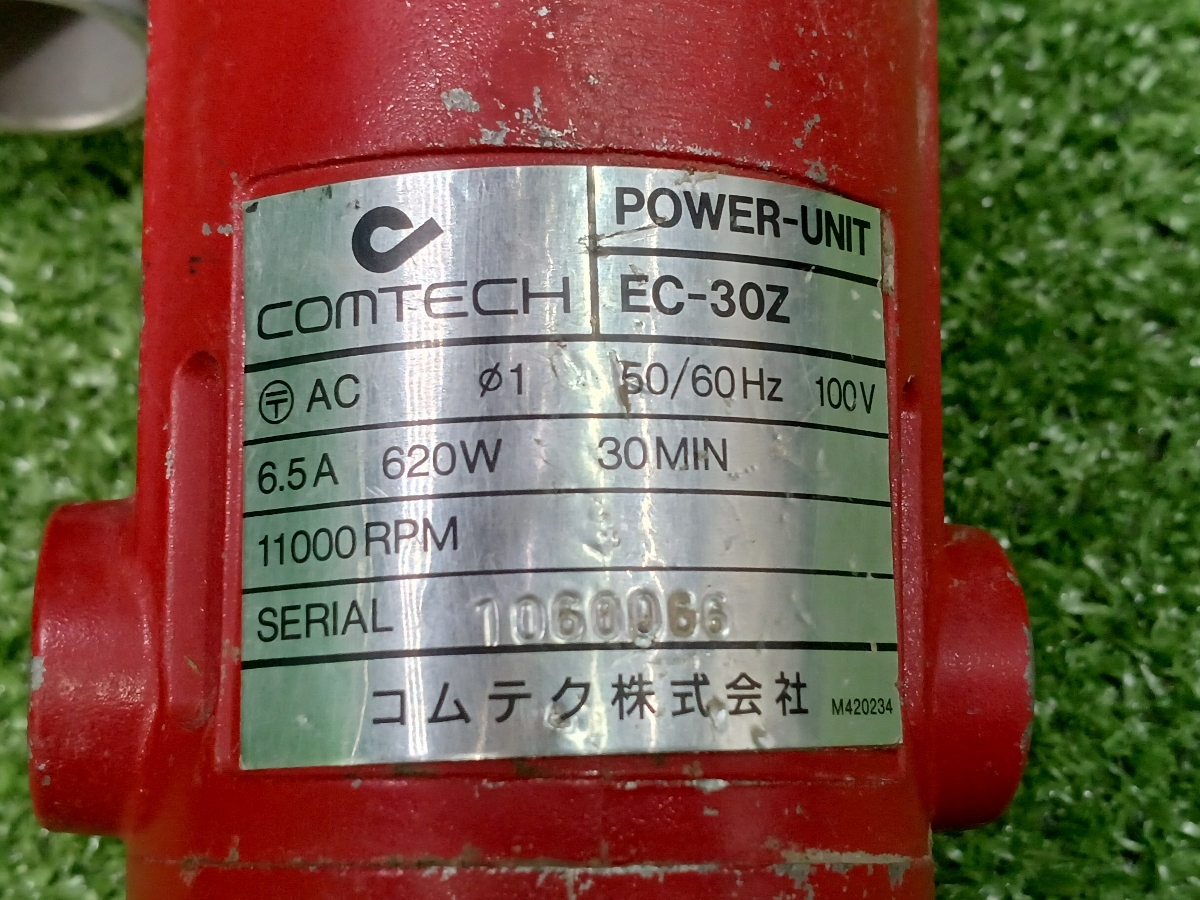 COMTECH
POWER-UNIT
EC-30Z
〶 AC ø1 50/60Hz 100V
6.5A 620W 30MIN
11000RPM
SERIAL 1060066
コムテク株式会社 M420234